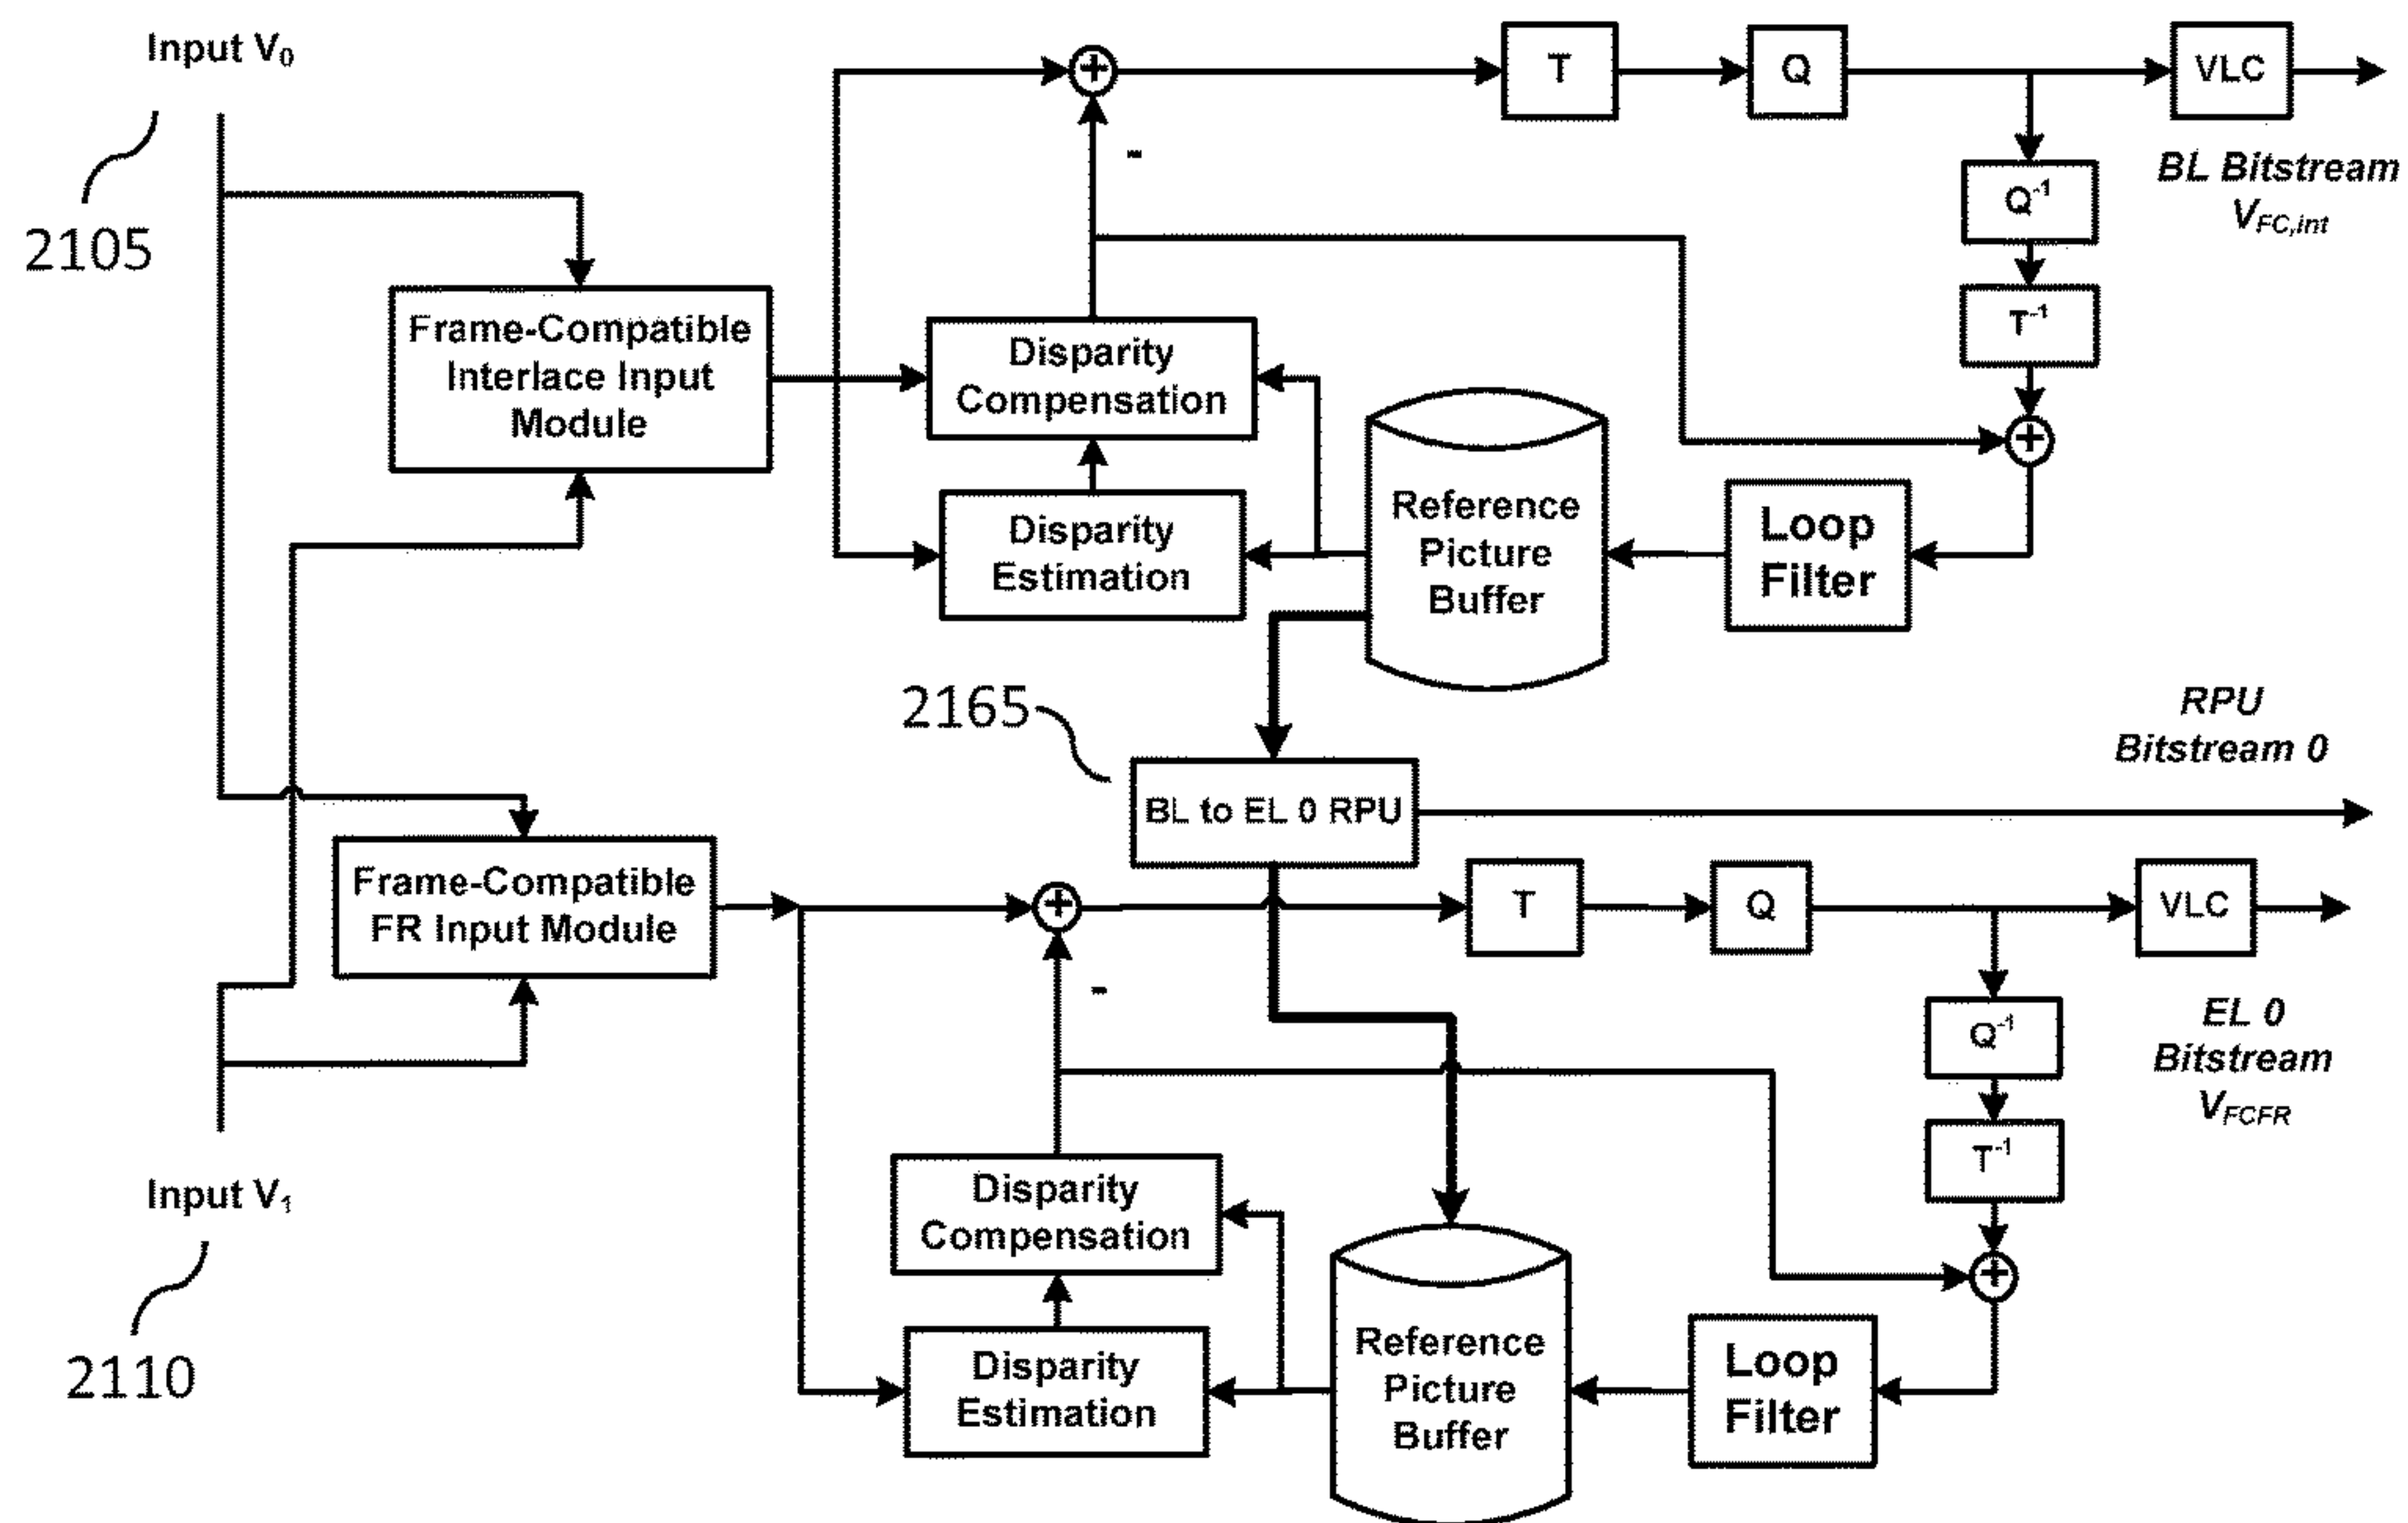 Input V₀
2105
Frame-Compatible
Interlace Input
Module
+
-
T
Q
VLC
BL Bitstream
V_FC,int
Q⁻¹
T⁻¹
+
Disparity
Compensation
Disparity
Estimation
Reference
Picture
Buffer
Loop
Filter
2165
BL to EL 0 RPU
RPU
Bitstream 0
Frame-Compatible
FR Input Module
+
-
T
Q
VLC
EL 0
Bitstream
V_FCFR
Q⁻¹
T⁻¹
+
Input V₁
2110
Disparity
Compensation
Disparity
Estimation
Reference
Picture
Buffer
Loop
Filter